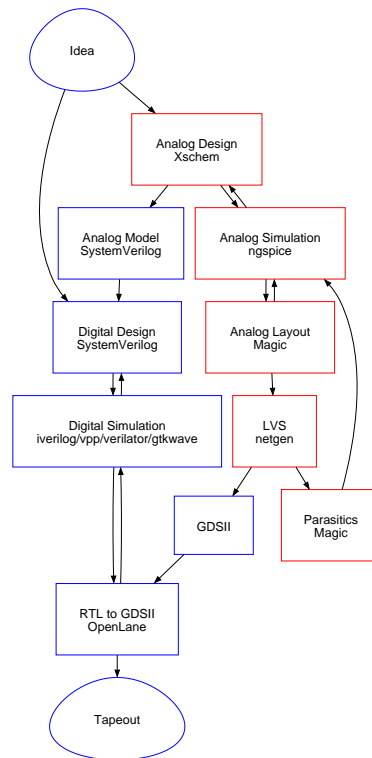 Idea
Analog Design
Xschem
Analog Model
SystemVerilog
Analog Simulation
ngspice
Digital Design
SystemVerilog
Analog Layout
Magic
Digital Simulation
iverilog/vpp/verilator/gtkwave
LVS
netgen
GDSII
Parasitics
Magic
RTL to GDSII
OpenLane
Tapeout